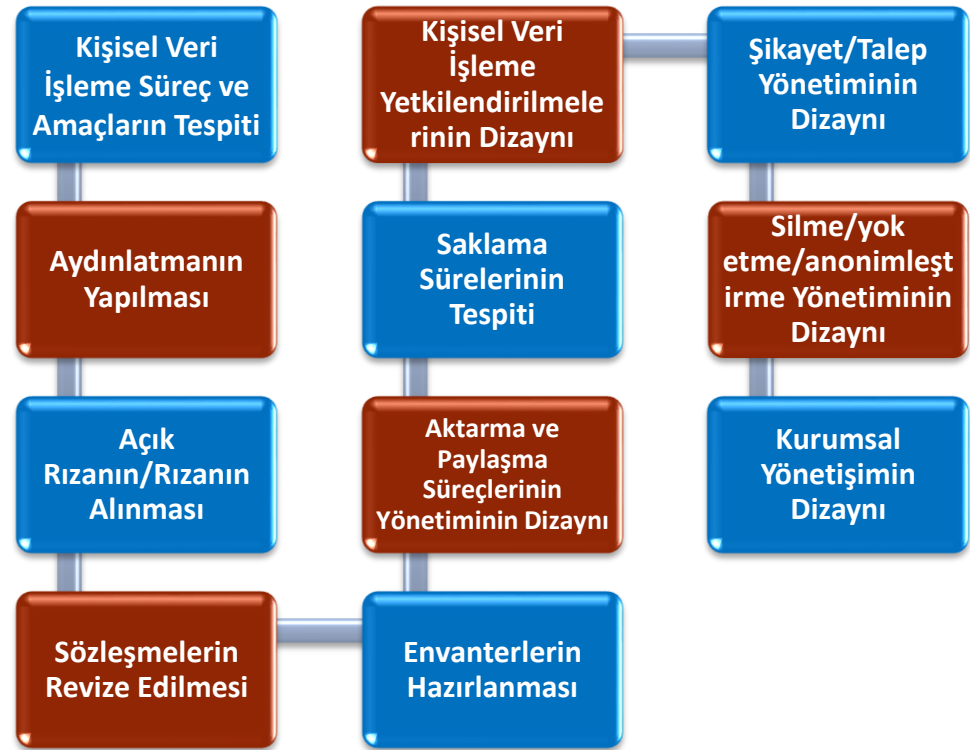 Kişisel Veri
İşleme Süreç ve
Amaçların Tespiti
Aydınlatmanın
Yapılması
Açık
Rızanın/Rızanın
Alınması
Sözleşmelerin
Revize Edilmesi
Envanterlerin
Hazırlanması
Aktarma ve
Paylaşma
Süreçlerinin
Yönetiminin Dizaynı
Saklama
Sürelerinin
Tespiti
Kişisel Veri
İşleme
Yetkilendirilmele
rinin Dizaynı
Şikayet/Talep
Yönetiminin
Dizaynı
Silme/yok
etme/anonimleşt
irme Yönetiminin
Dizaynı
Kurumsal
Yönetişimin
Dizaynı